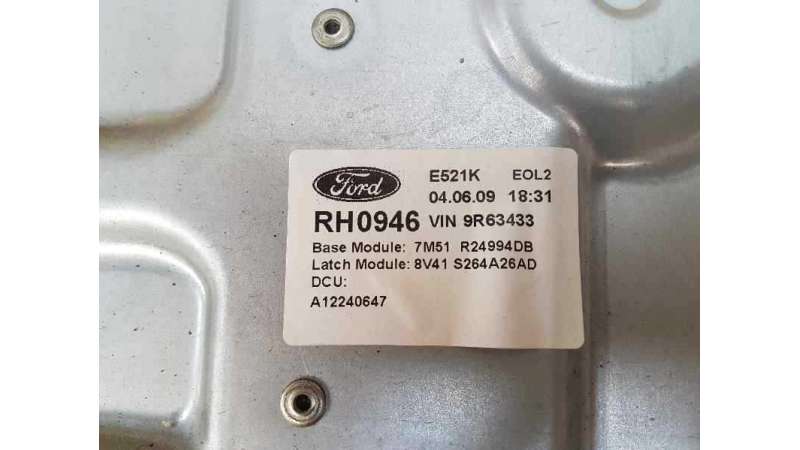 Ford E521K EOL2
04.06.09 18:31
RH0946 VIN 9R63433
Base Module: 7M51 R24994DB
Latch Module: 8V41 S264A26AD
DCU:
A12240647